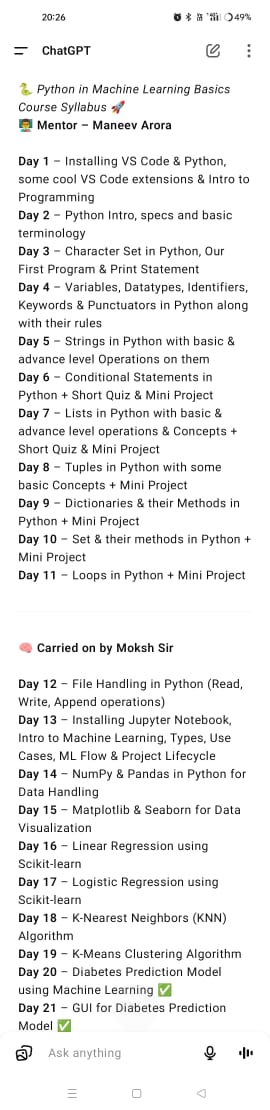 20:26
49%
ChatGPT
🐍 Python in Machine Learning Basics
Course Syllabus 🚀
👨‍🏫 Mentor – Maneev Arora
Day 1 – Installing VS Code & Python,
some cool VS Code extensions & Intro to
Programming
Day 2 – Python Intro, specs and basic
terminology
Day 3 – Character Set in Python, Our
First Program & Print Statement
Day 4 – Variables, Datatypes, Identifiers,
Keywords & Punctuators in Python along
with their rules
Day 5 – Strings in Python with basic &
advance level Operations on them
Day 6 – Conditional Statements in
Python + Short Quiz & Mini Project
Day 7 – Lists in Python with basic &
advance level operations & Concepts +
Short Quiz & Mini Project
Day 8 – Tuples in Python with some
basic Concepts + Mini Project
Day 9 – Dictionaries & their Methods in
Python + Mini Project
Day 10 – Set & their methods in Python +
Mini Project
Day 11 – Loops in Python + Mini Project
🧠 Carried on by Moksh Sir
Day 12 – File Handling in Python (Read,
Write, Append operations)
Day 13 – Installing Jupyter Notebook,
Intro to Machine Learning, Types, Use
Cases, ML Flow & Project Lifecycle
Day 14 – NumPy & Pandas in Python for
Data Handling
Day 15 – Matplotlib & Seaborn for Data
Visualization
Day 16 – Linear Regression using
Scikit-learn
Day 17 – Logistic Regression using
Scikit-learn
Day 18 – K-Nearest Neighbors (KNN)
Algorithm
Day 19 – K-Means Clustering Algorithm
Day 20 – Diabetes Prediction Model
using Machine Learning ✅
Day 21 – GUI for Diabetes Prediction
Model ✅
Ask anything